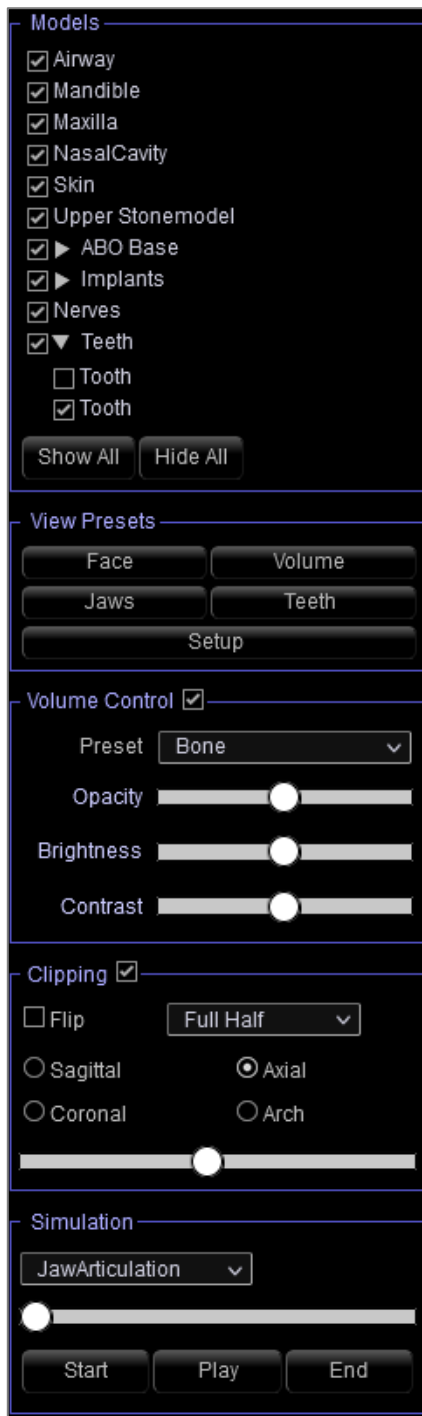 Models
Airway
Mandible
Maxilla
NasalCavity
Skin
Upper Stonemodel
ABO Base
Implants
Nerves
Teeth
Tooth
Tooth
Show All Hide All
View Presets
Face Volume
Jaws Teeth
Setup
Volume Control
Preset Bone
Opacity
Brightness
Contrast
Clipping
Flip Full Half
Sagittal Axial
Coronal Arch
Simulation
JawArticulation
Start Play End